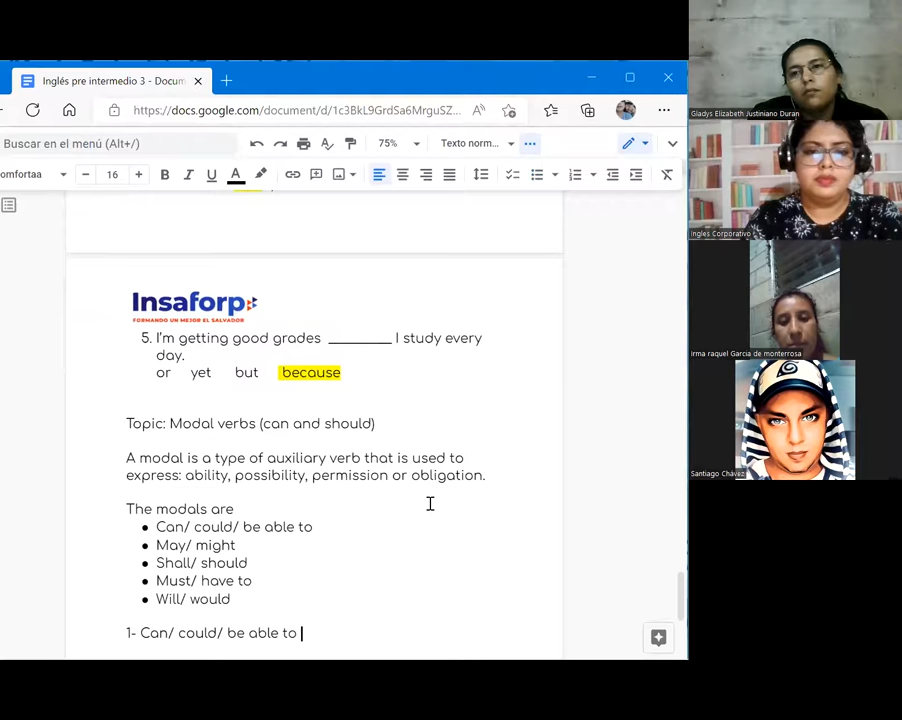 Inglés pre intermedio 3 - Docum
https://docs.google.com/document/d/1c3BkL9GrdSa6MrguSZ...
Buscar en el menú (Alt+/)
75%
Texto norm...
omfortaa
16
Insaforp
FORMANDO UN MEJOR EL SALVADOR
5. I'm getting good grades _________ I study every
day.
or yet but because
Topic: Modal verbs (can and should)
A modal is a type of auxiliary verb that is used to
express: ability, possibility, permission or obligation.
The modals are
● Can/ could/ be able to
● May/ might
● Shall/ should
● Must/ have to
● Will/ would
1- Can/ could/ be able to
Gladys Elizabeth Justiniano Duran
Ingles Corporativo
irma raquel Garcia de monterrosa
Santiago Chávez